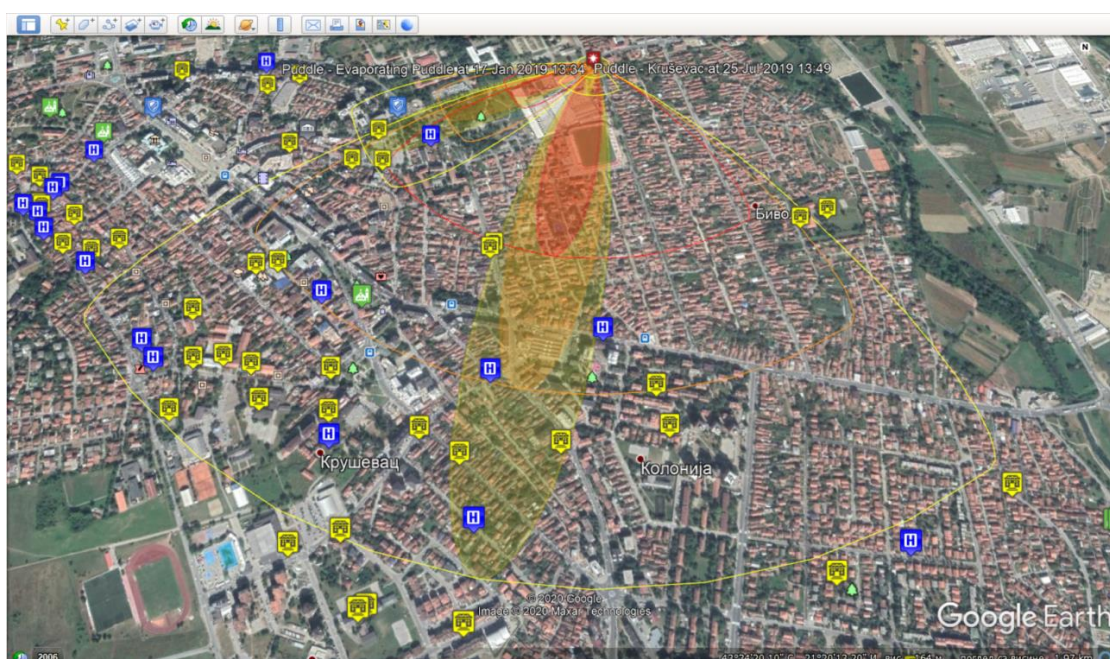 Puddle - Evaporating Puddle at 17 Jan 2019 13:34
Puddle - Kruševac at 25 Jul 2019 13:49
N
Биво
Крушевац
Колонија
© 2020 Google
Image © 2020 Maxar Technologies
Google Earth
2006